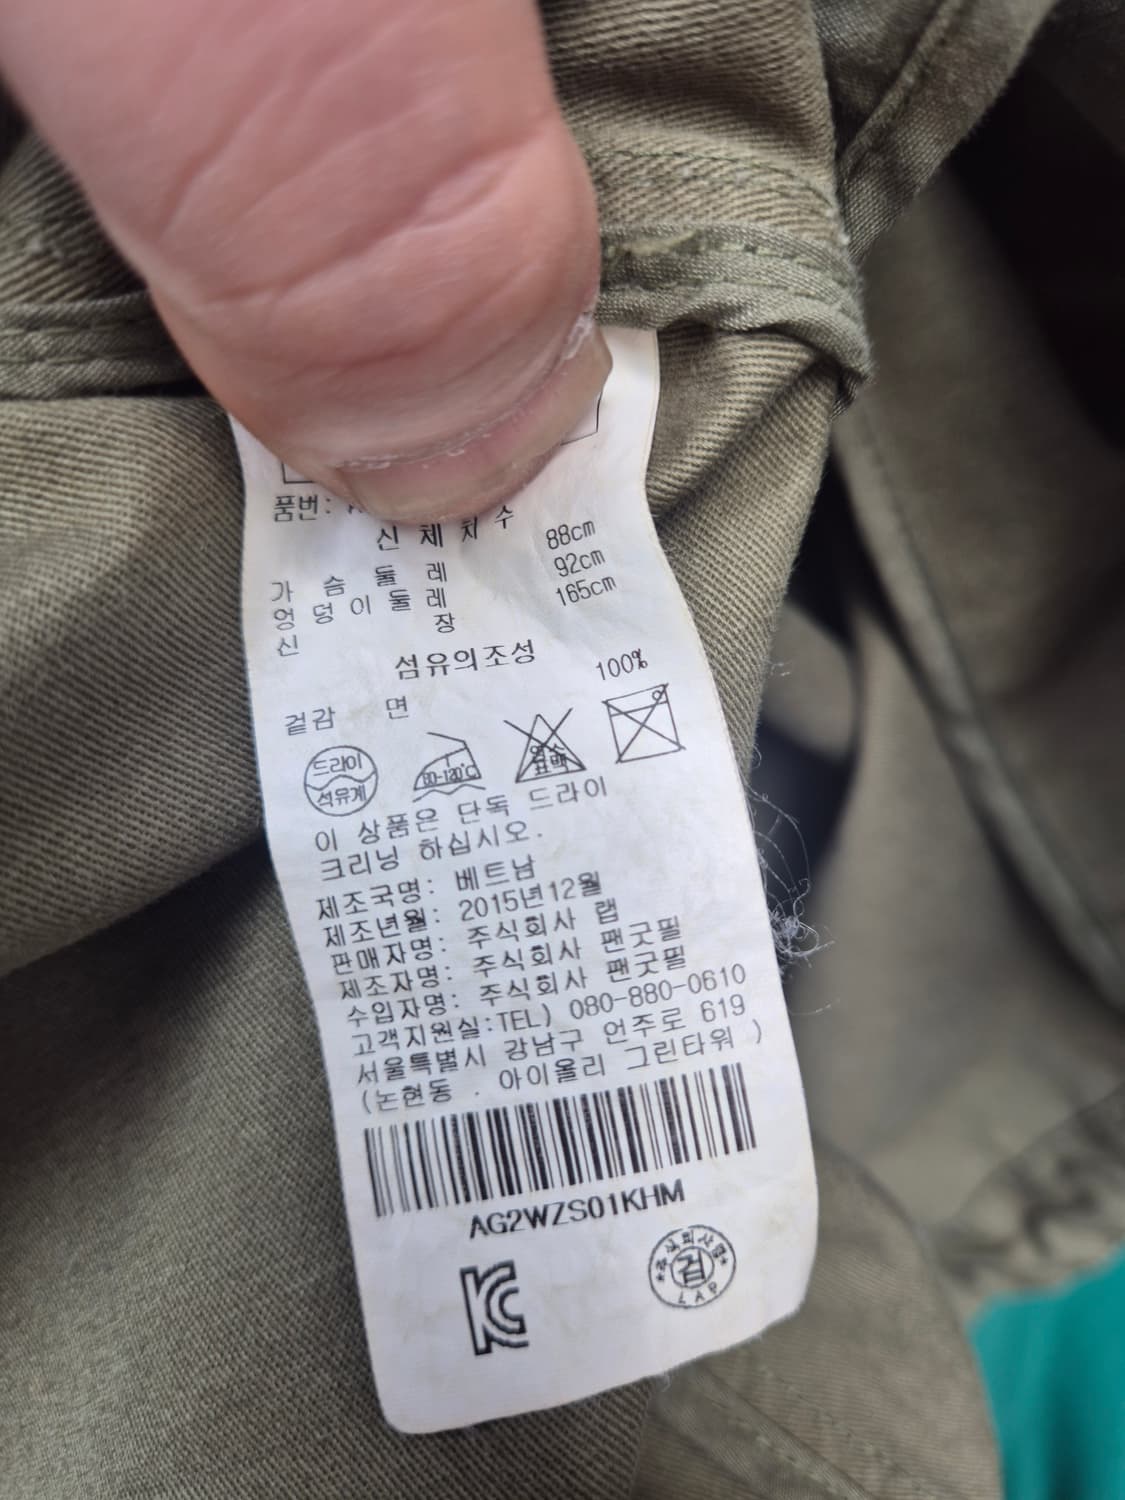 품번:
신체치수
가슴둘레 88cm
엉덩이둘레 92cm
신장 165cm
섬유의조성
겉감 면 100%
드라이
석유계
80-120℃
염소
표백
이 상품은 단독 드라이
크리닝 하십시오.
제조국명: 베트남
제조년월: 2015년12월
판매자명: 주식회사 랩
제조자명: 주식회사 팬굿필
수입자명: 주식회사 팬굿필
고객지원실:TEL) 080-880-0610
서울특별시 강남구 언주로 619
(논현동 . 아이올리 그린타워 )
AG2WZS01KHM
KC
검